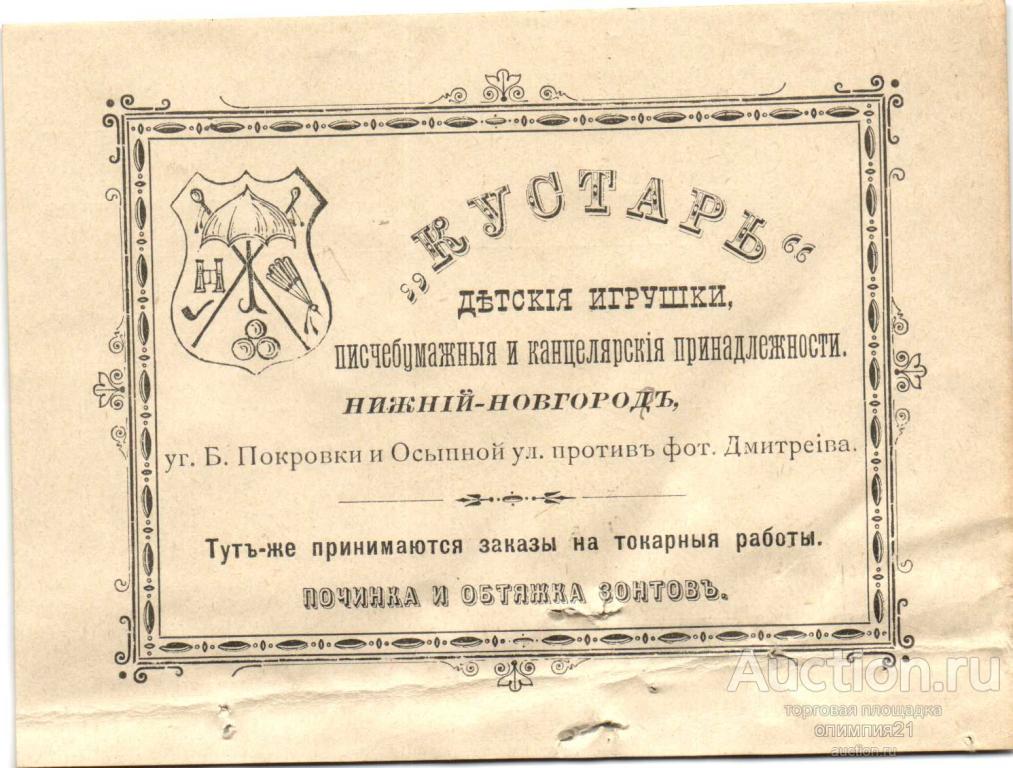 „КУСТАРЬ“
ДѢТСКІЯ ИГРУШКИ,
ПИСЧЕБУМАЖНЫЯ И КАНЦЕЛЯРСКІЯ ПРИНАДЛЕЖНОСТИ.
НИЖНІЙ-НОВГОРОДЪ,
уг. Б. Покровки и Осыпной ул. противъ фот. Дмитреіва.
Тутъ-же принимаются заказы на токарныя работы.
ПОЧИНКА И ОБТЯЖКА ЗОНТОВЪ.
Н
Auction.ru
торговая площадка
олимпия21
auction.ru